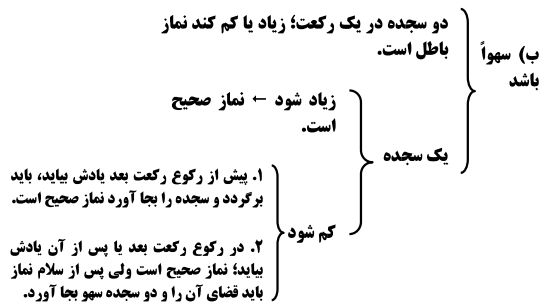 ب) سهواً
باشد
دو سجده در یک رکعت؛ زیاد یا کم کند نماز
باطل است.
یک سجده
زیاد شود ← نماز صحیح
است.
کم شود
۱. پیش از رکوع رکعت بعد یادش بیاید، باید
برگردد و سجده را بجا آورد نماز صحیح است.
۲. در رکوع رکعت بعد یا پس از آن یادش
بیاید؛ نماز صحیح است ولی پس از سلام نماز
باید قضای آن را و دو سجده سهو بجا آورد.